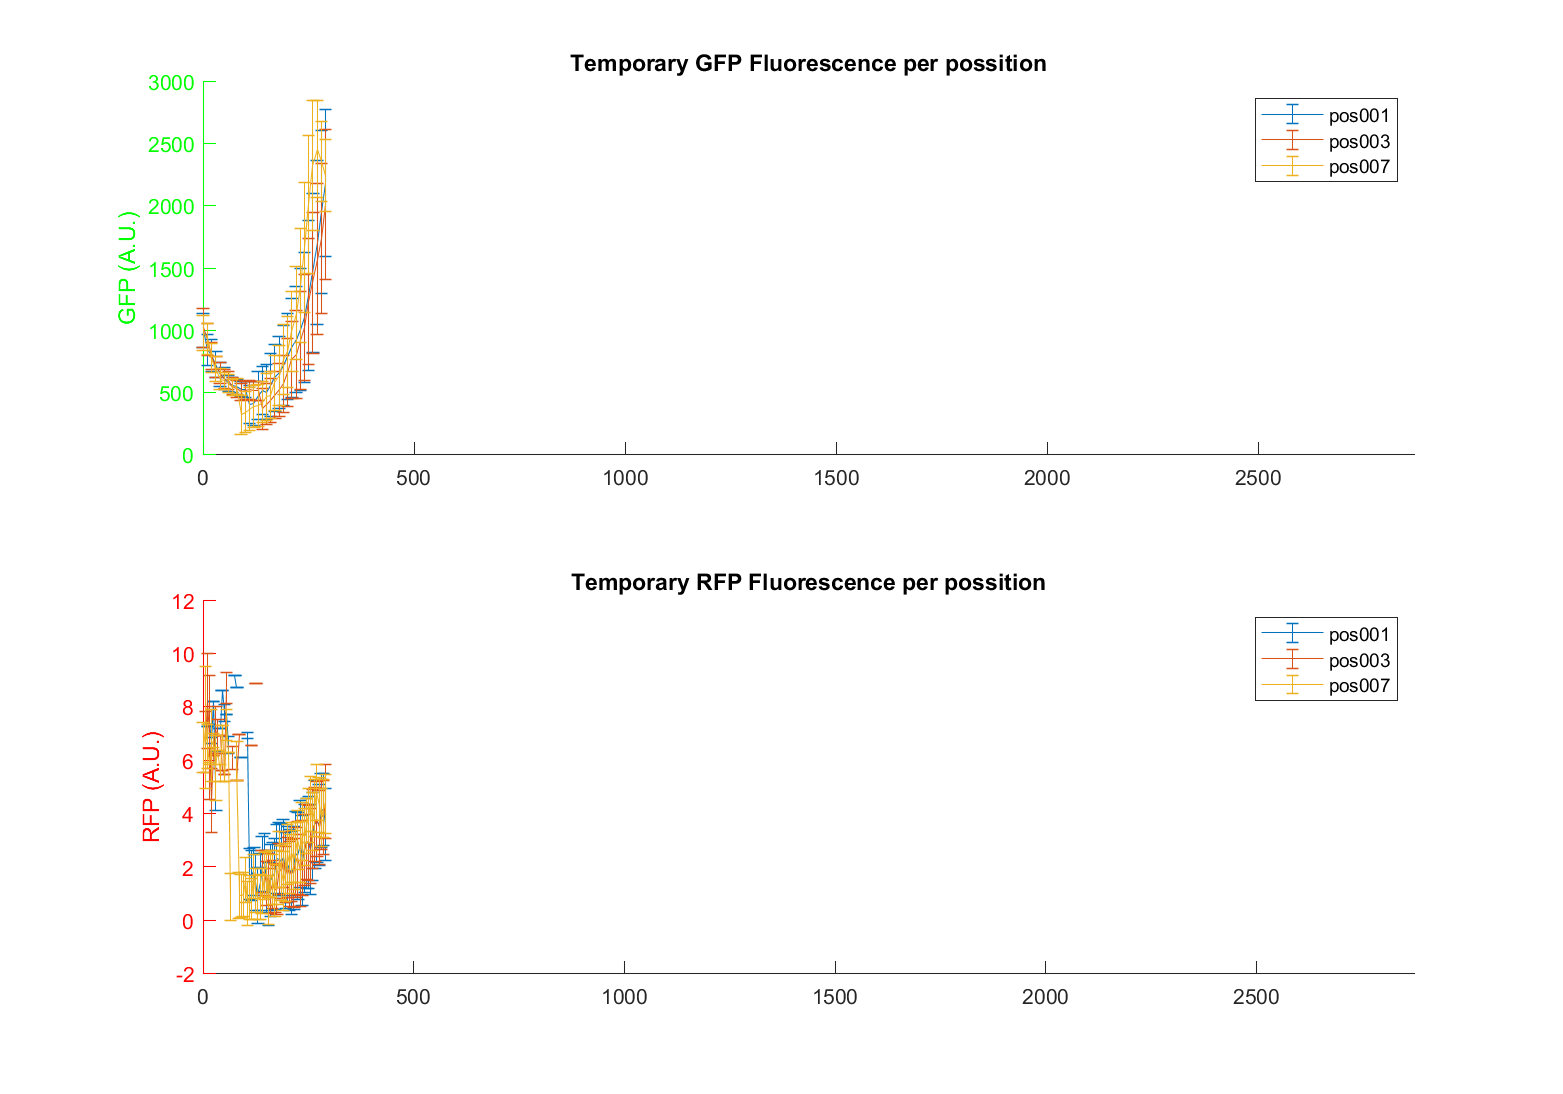 Temporary GFP Fluorescence per possition
3000
2500
2000
1500
1000
500
0
GFP (A.U.)
0 500 1000 1500 2000 2500
pos001
pos003
pos007
Temporary RFP Fluorescence per possition
12
10
8
6
4
2
0
-2
RFP (A.U.)
0 500 1000 1500 2000 2500
pos001
pos003
pos007